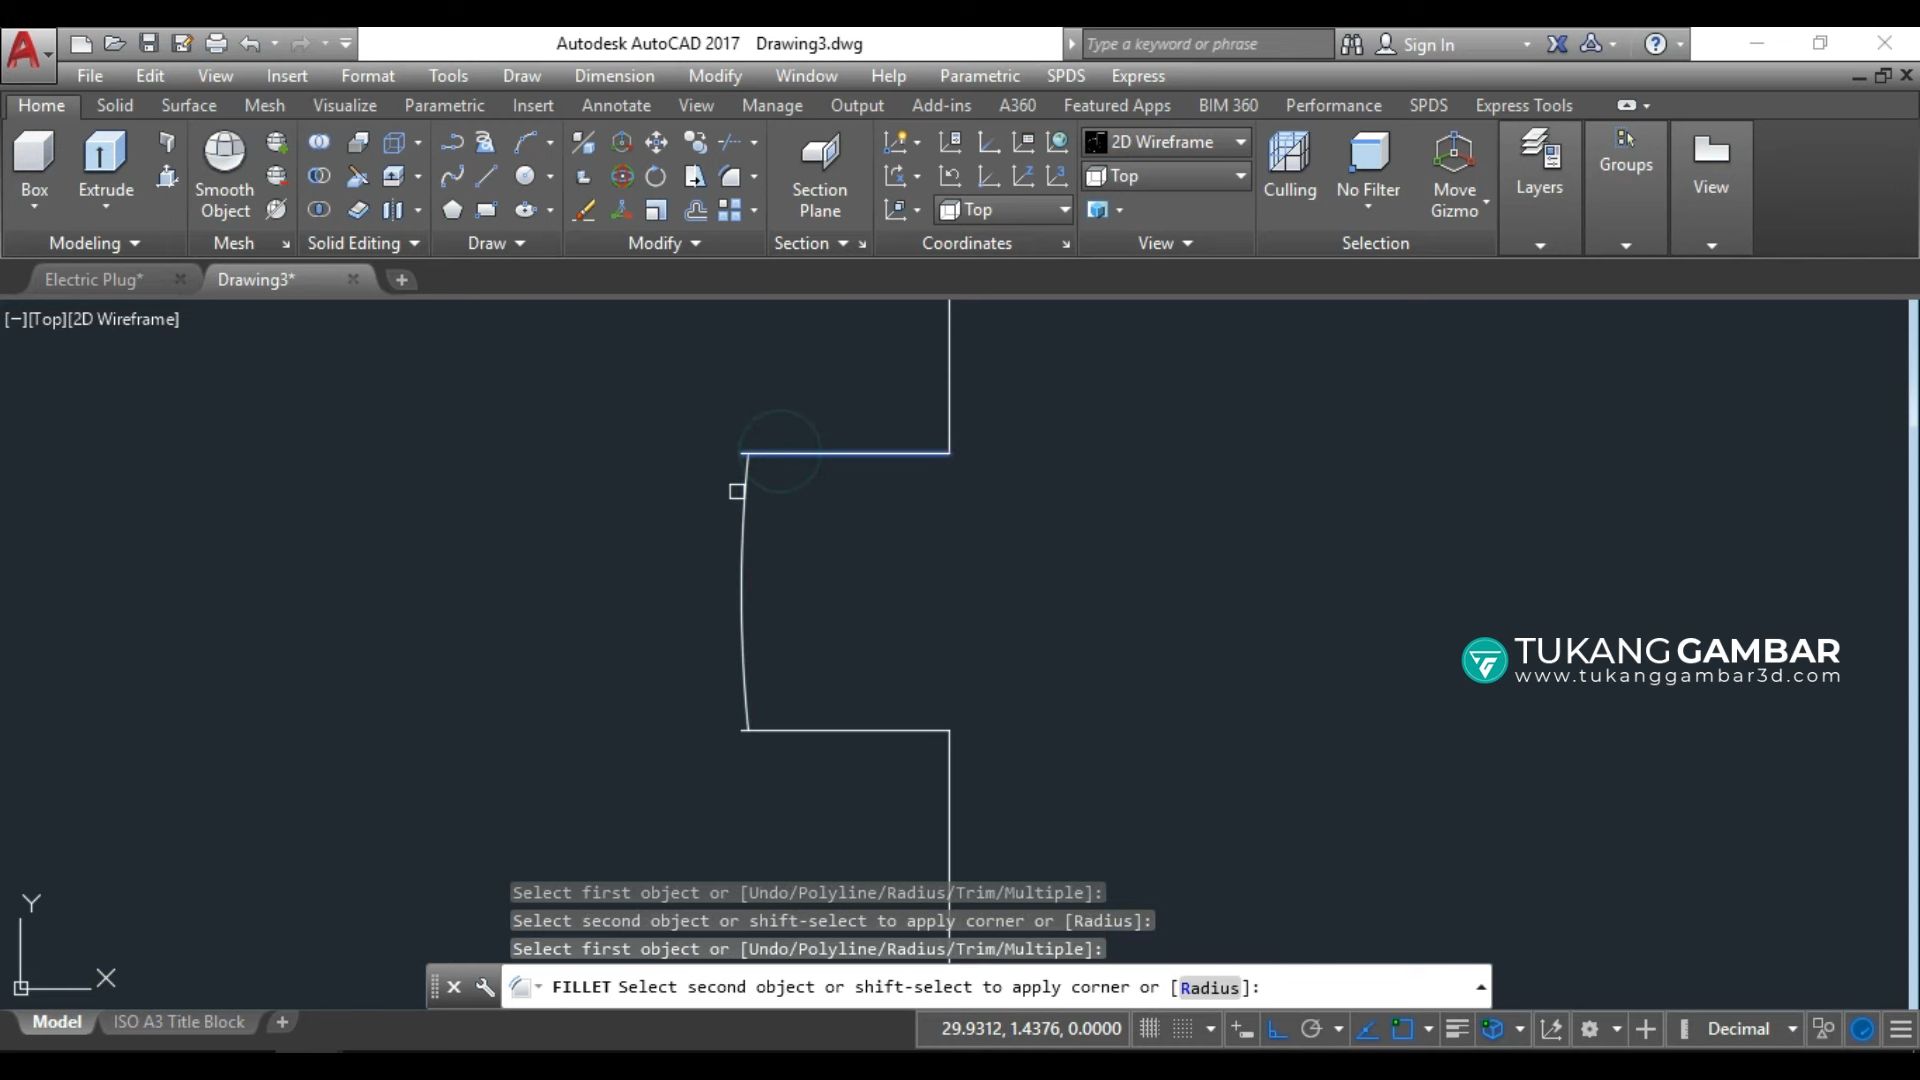 Autodesk AutoCAD 2017 Drawing3.dwg
Type a keyword or phrase
Sign In
File Edit View Insert Format Tools Draw Dimension Modify Window Help Parametric SPDS Express
Home Solid Surface Mesh Visualize Parametric Insert Annotate View Manage Output Add-ins A360 Featured Apps BIM 360 Performance SPDS Express Tools
2D Wireframe
Top
Top
Box
Extrude
Smooth
Object
Section
Plane
Culling
No Filter
Move
Gizmo
Layers
Groups
View
Modeling Mesh Solid Editing Draw Modify Section Coordinates View Selection
Electric Plug* Drawing3*
[−][Top][2D Wireframe]
TUKANG GAMBAR
www.tukanggambar3d.com
Y
X
Select first object or [Undo/Polyline/Radius/Trim/Multiple]:
Select second object or shift-select to apply corner or [Radius]:
Select first object or [Undo/Polyline/Radius/Trim/Multiple]:
FILLET Select second object or shift-select to apply corner or [Radius]:
Model ISO A3 Title Block
29.9312, 1.4376, 0.0000
Decimal